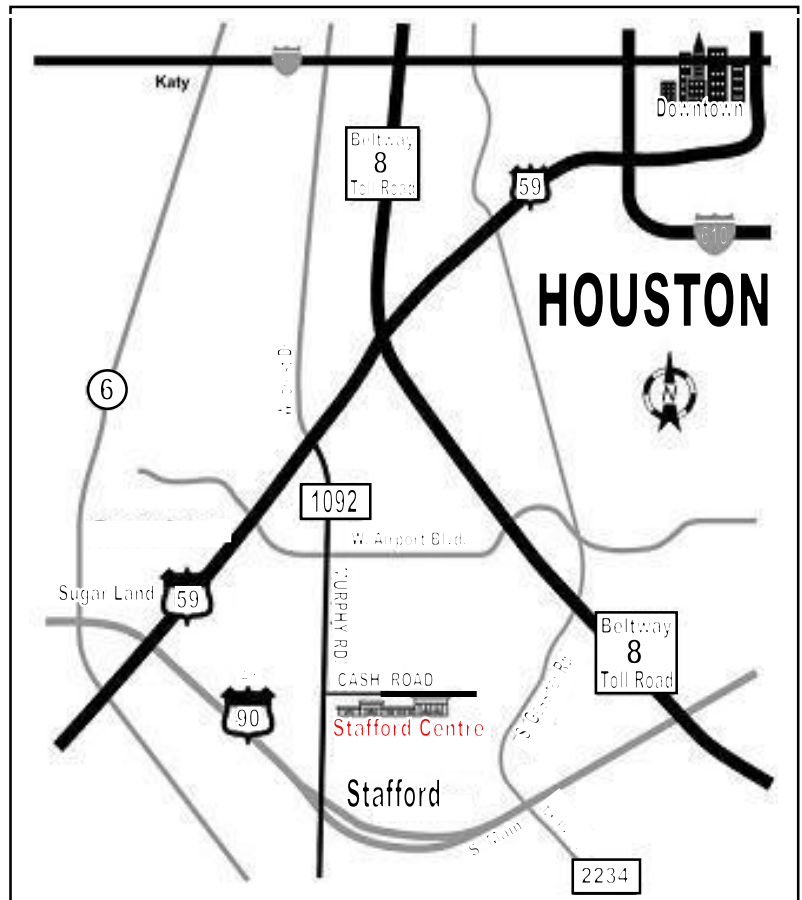 Katy
Downtown
Beltway
8
Toll Road
59
610
HOUSTON
N
6
1092
W. Airport Blvd.
Sugar Land
59
MURPHY RD.
Beltway
8
Toll Road
CASH ROAD
90
Stafford Centre
Stafford
S. Main
2234